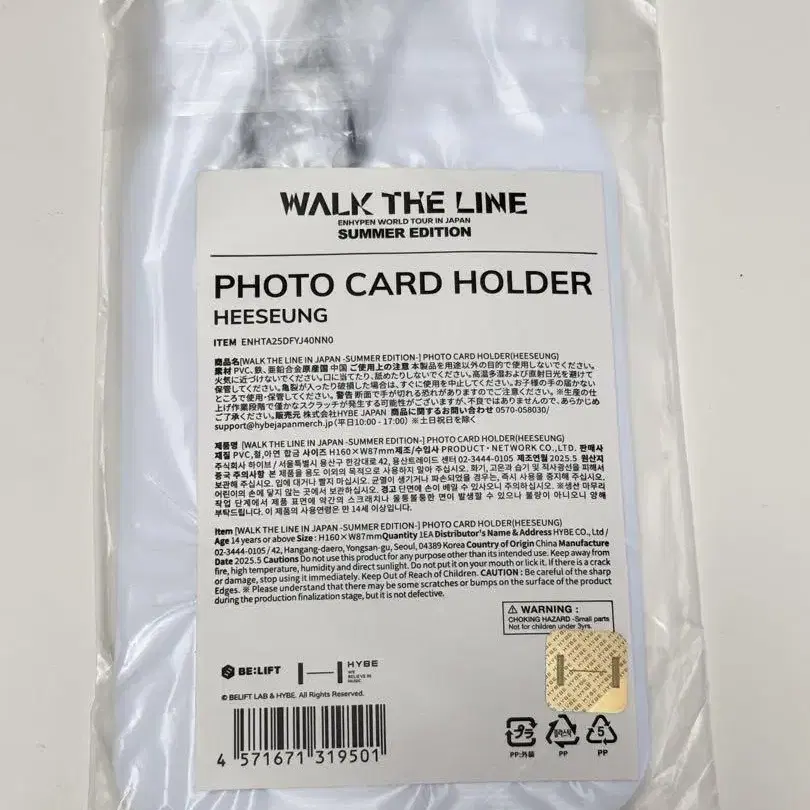 WALK THE LINE
ENHYPEN WORLD TOUR IN JAPAN
SUMMER EDITION
PHOTO CARD HOLDER
HEESEUNG
ITEM ENHTA25DFYJ40NN0
商品名[WALK THE LINE IN JAPAN -SUMMER EDITION-] PHOTO CARD HOLDER(HEESEUNG)
素材 PVC、鉄、亜鉛合金 原産国 中国 ご使用上の注意 本製品を用途以外の目的で使用しないでください。
火気に近づけないでください。口に当てたり、舐めたりしないでください。高温多湿および直射日光を避けて
保管してください。亀裂が入ったり破損した場合は、すぐに使用を中止してください。お子様の手の届かない
ところで使用・保管してください。警告 断面で手が切れる恐れがありますのでご注意ください。※生産の仕
上げ作業段階で僅かなスクラッチが発生する可能性がございますが、不良ではありませんので、あらかじめ
ご了承ください。販売元 株式会社HYBE JAPAN 商品に関するお問い合わせ 0570-058030/
support@hybejapanmerch.jp(平日10:00 - 17:00) ※土日祝日を除く
제품명 [WALK THE LINE IN JAPAN -SUMMER EDITION-] PHOTO CARD HOLDER(HEESEUNG)
재질 PVC,철,아연 합금 사이즈 H160×W87mm 제조/수입사 PRODUCT・NETWORK CO.,LTD. 판매사
주식회사 하이브 / 서울특별시 용산구 한강대로 42, 용산트레이드 센터 02-3444-0105 제조연월 2025.5 원산지
중국 주의사항 본 제품을 용도 이외의 목적으로 사용하지 말아 주십시오. 화기, 고온과 습기 및 직사광선을 피해서
보관해 주십시오. 입에 대거나 빨지 마십시오. 균열이 생기거나 파손되었을 경우에는, 즉시 사용을 중지해 주십시오.
어린이의 손에 닿지 않는 곳에서 보관하십시오. 경고 단면에 손이 베일 수 있사오니 주의하십시오. ※생산 마무리
작업 단계에서 제품 표면에 약간의 스크래치나 울퉁불퉁한 면이 발생할 수 있으나 불량이 아니오니 양해
부탁드립니다. 이 제품의 사용연령은 만 14세 이상입니다.
Item [WALK THE LINE IN JAPAN -SUMMER EDITION-] PHOTO CARD HOLDER(HEESEUNG)
Age 14 years or above Size : H160×W87mm Quantity 1EA Distributor's Name & Address HYBE CO., Ltd /
02-3444-0105 / 42, Hangang-daero, Yongsan-gu, Seoul, 04389 Korea Country of Origin China Manufacture
Date 2025.5 Cautions Do not use this product for any purpose other than its intended use. Keep away from
fire, high temperature, humidity and direct sunlight. Do not put it on your mouth or lick it. If there is a crack
or damage, stop using it immediately. Keep Out of Reach of Children. CAUTION : Be careful of the sharp
Edges. ※ Please understand that there may be some scratches or bumps on the surface of the product
during the production finalization stage, but it is not defective.
⚠ WARNING :
CHOKING HAZARD -Small parts
Not for children under 3yrs.
BE:LIFT
HYBE
WE
BELIEVE IN
MUSIC
© BELIFT LAB & HYBE. All Rights Reserved.
4 571671 319501
プラ
PP:外装
플라스틱
PP
5
PP